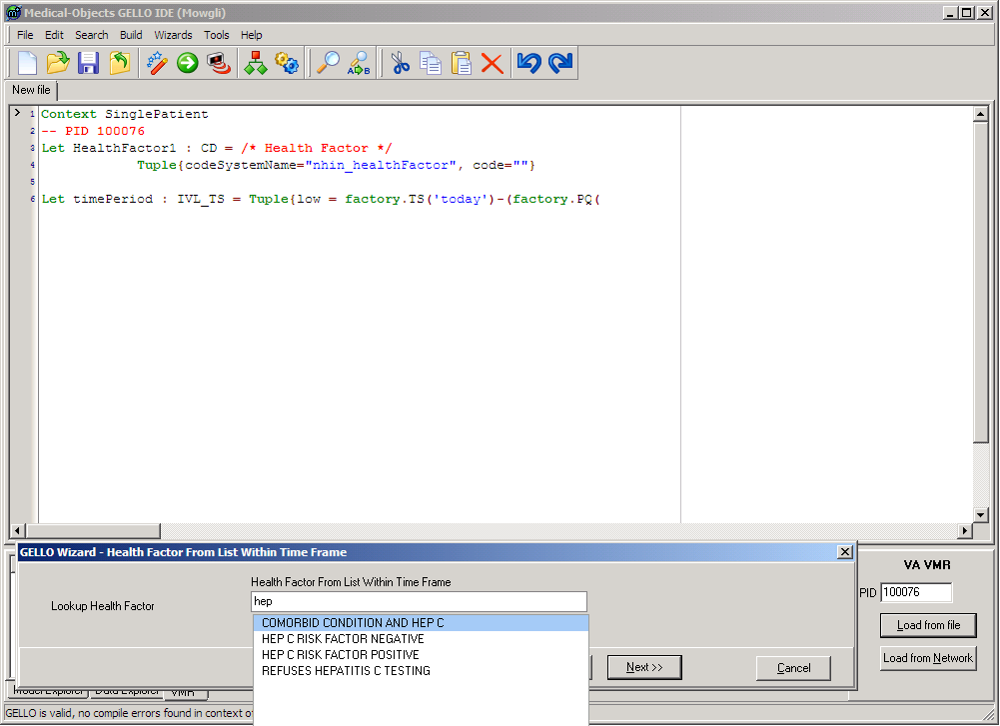 Medical-Objects GELLO IDE (Mowgli)
File Edit Search Build Wizards Tools Help
New file
1 Context SinglePatient
2 -- PID 100076
3 Let HealthFactor1 : CD = /* Health Factor */
4 Tuple{codeSystemName="nhin_healthFactor", code=""}
5
6 Let timePeriod : IVL_TS = Tuple{low = factory.TS('today')-(factory.PQ(
GELLO Wizard - Health Factor From List Within Time Frame
Health Factor From List Within Time Frame
Lookup Health Factor
hep
COMORBID CONDITION AND HEP C
HEP C RISK FACTOR NEGATIVE
HEP C RISK FACTOR POSITIVE
REFUSES HEPATITIS C TESTING
Next >>
Cancel
VA VMR
PID 100076
Load from file
Load from Network
Model Explorer Data Explorer VMR
GELLO is valid, no compile errors found in context